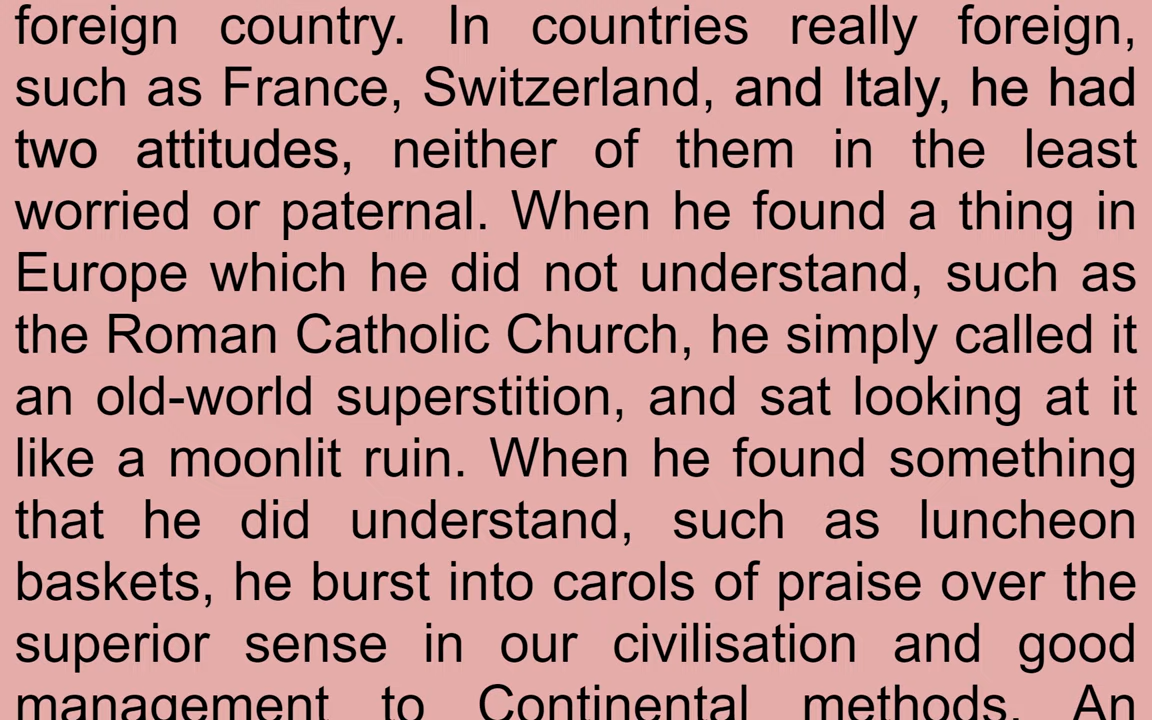 foreign country. In countries really foreign,
such as France, Switzerland, and Italy, he had
two attitudes, neither of them in the least
worried or paternal. When he found a thing in
Europe which he did not understand, such as
the Roman Catholic Church, he simply called it
an old-world superstition, and sat looking at it
like a moonlit ruin. When he found something
that he did understand, such as luncheon
baskets, he burst into carols of praise over the
superior sense in our civilisation and good
management to Continental methods. An